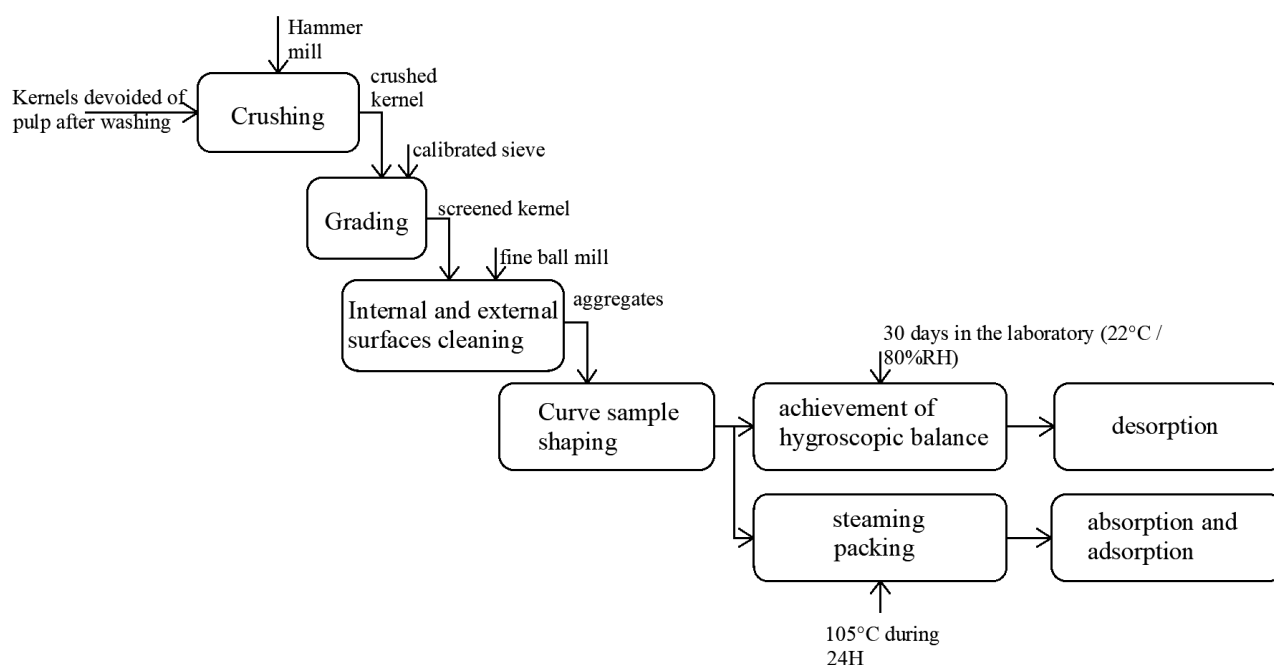 Hammer
mill
Kernels devoided of
pulp after washing
Crushing
crushed
kernel
calibrated sieve
Grading
screened kernel
fine ball mill
Internal and external
surfaces cleaning
aggregates
30 days in the laboratory (22°C /
80%RH)
Curve sample
shaping
achievement of
hygroscopic balance
desorption
steaming
packing
absorption and
adsorption
105°C during
24H